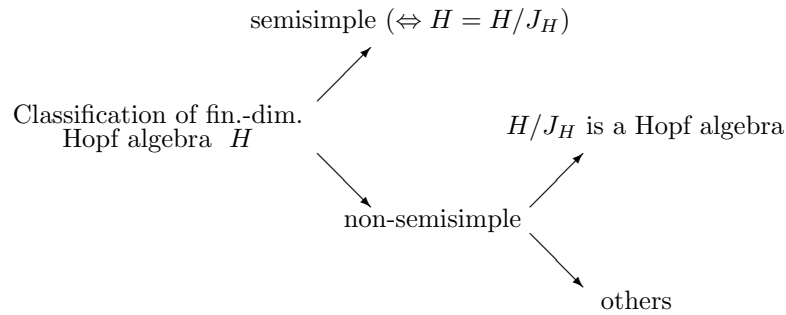 semisimple (⇔ H = H/J_H)
Classification of fin.-dim.
Hopf algebra H
H/J_H is a Hopf algebra
non-semisimple
others